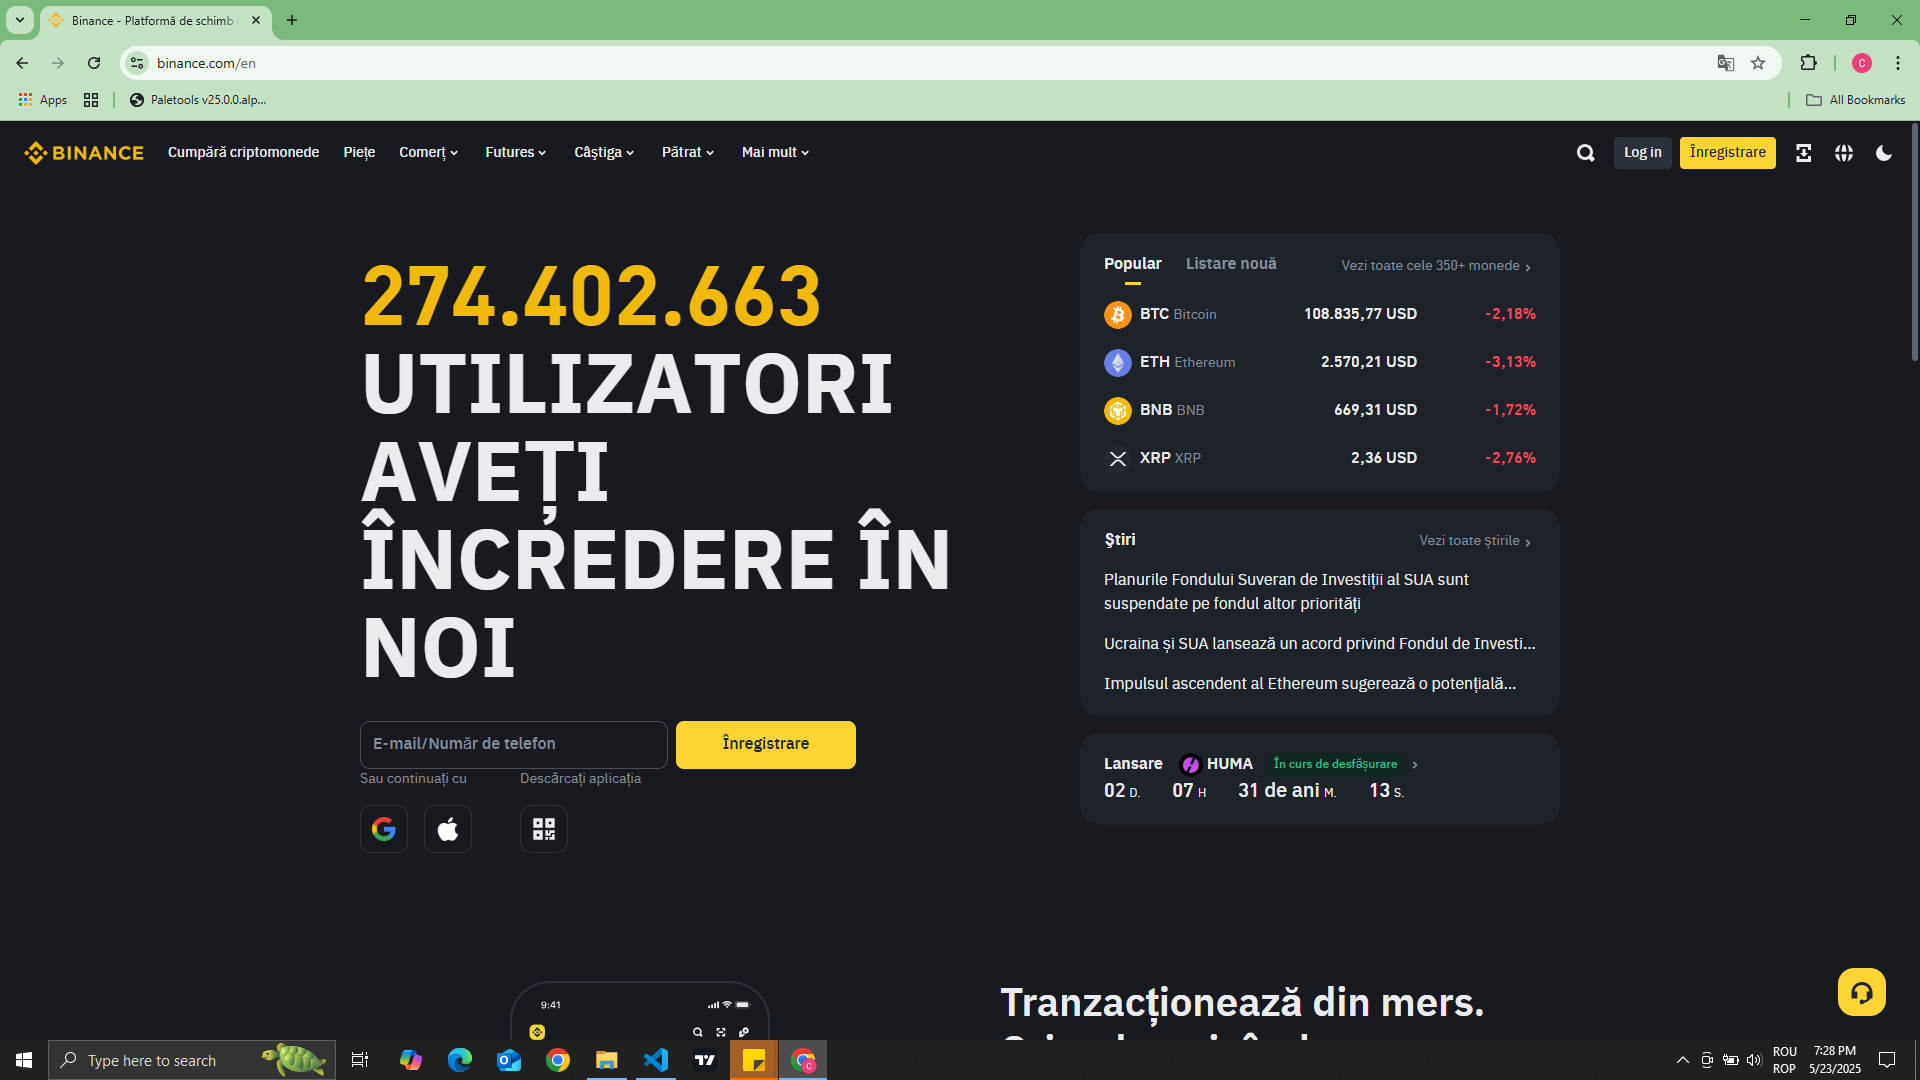 Binance - Platformă de schimb
binance.com/en
C
Apps
Paletools v25.0.0.alp...
All Bookmarks
BINANCE
Cumpără criptomonede
Piețe
Comerț
Futures
Câștiga
Pătrat
Mai mult
Log in
Înregistrare
274.402.663
UTILIZATORI
AVEȚI
ÎNCREDERE ÎN
NOI
E-mail/Număr de telefon
Înregistrare
Sau continuați cu
Descărcați aplicația
Popular
Listare nouă
Vezi toate cele 350+ monede
BTC Bitcoin 108.835,77 USD -2,18%
ETH Ethereum 2.570,21 USD -3,13%
BNB BNB 669,31 USD -1,72%
XRP XRP 2,36 USD -2,76%
Ştiri
Vezi toate știrile
Planurile Fondului Suveran de Investiții al SUA sunt
suspendate pe fondul altor priorități
Ucraina și SUA lansează un acord privind Fondul de Investi...
Impulsul ascendent al Ethereum sugerează o potențială...
Lansare HUMA În curs de desfășurare
02 D. 07 H 31 de ani M. 13 S.
9:41
Tranzacționează din mers.
Type here to search
ROU
ROP
7:28 PM
5/23/2025